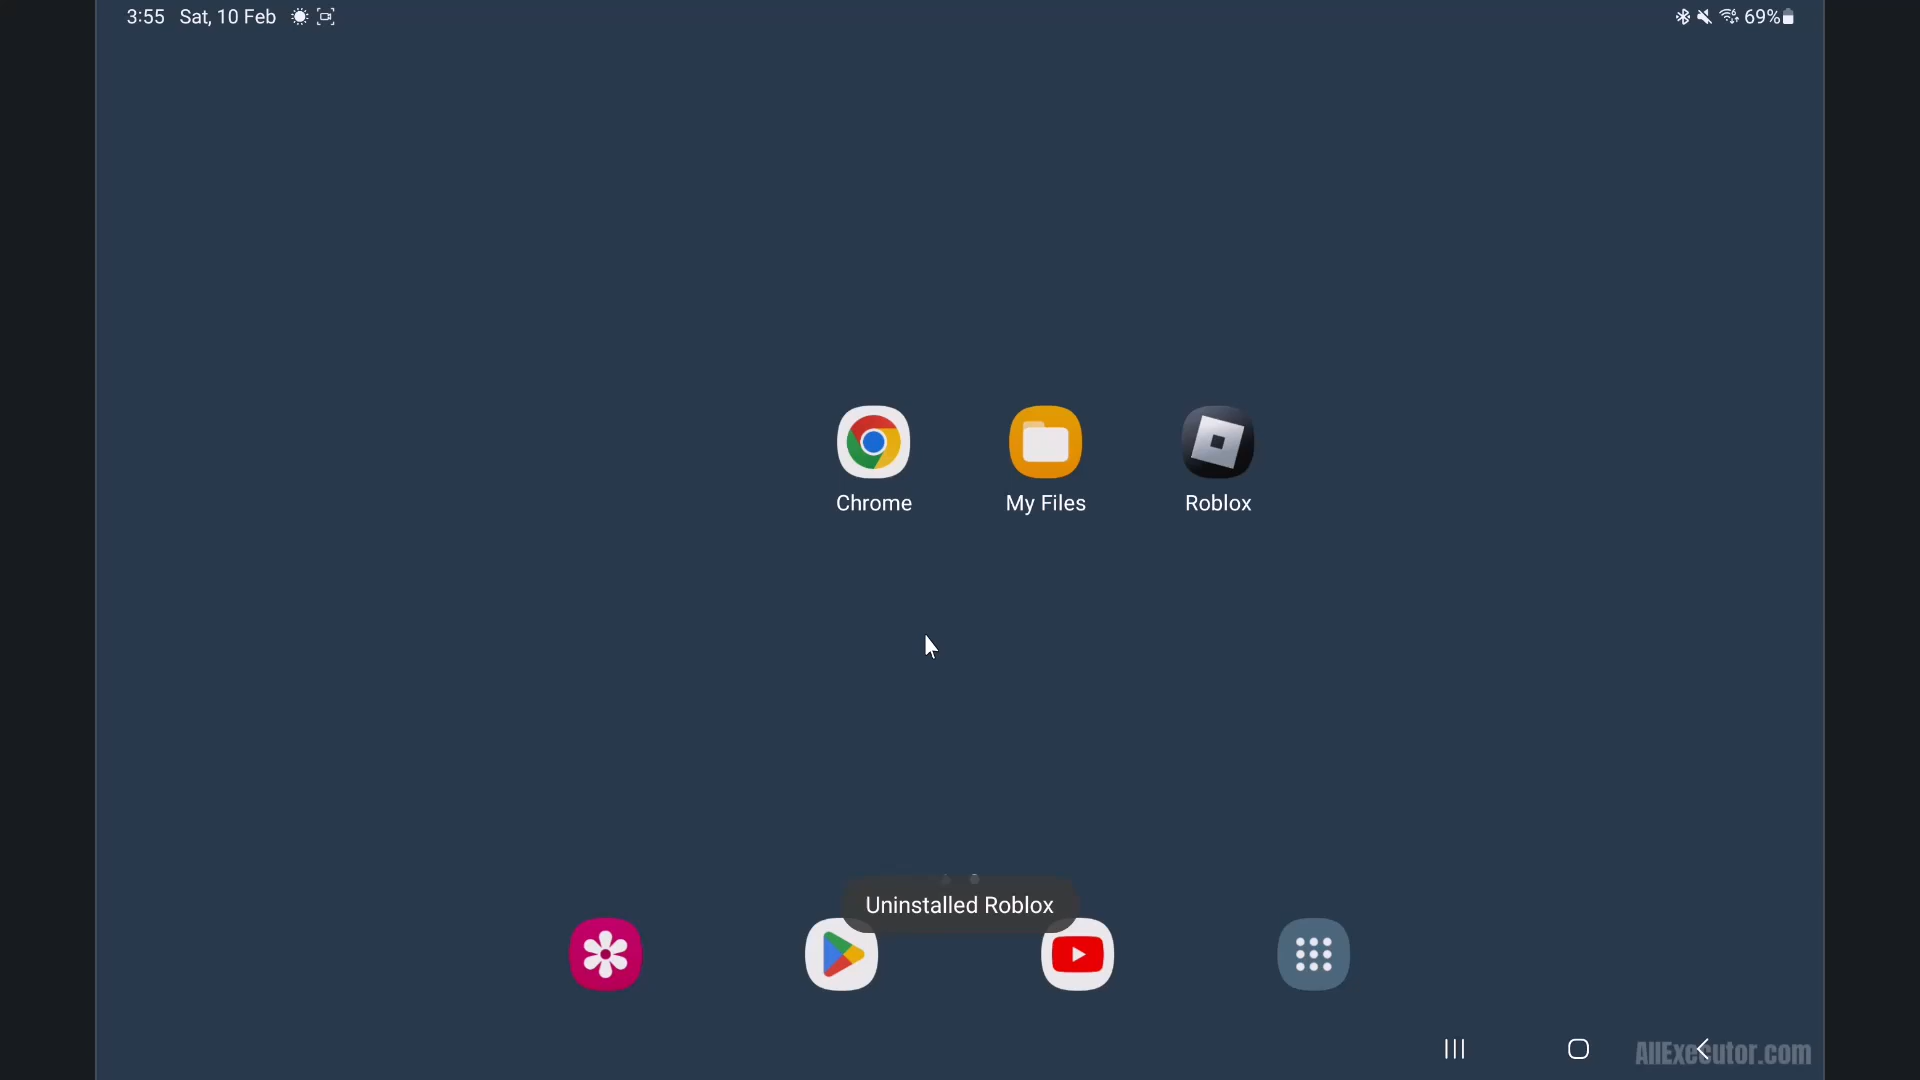 3:55 Sat, 10 Feb
69%
Chrome
My Files
Roblox
Uninstalled Roblox
AllExecutor.com